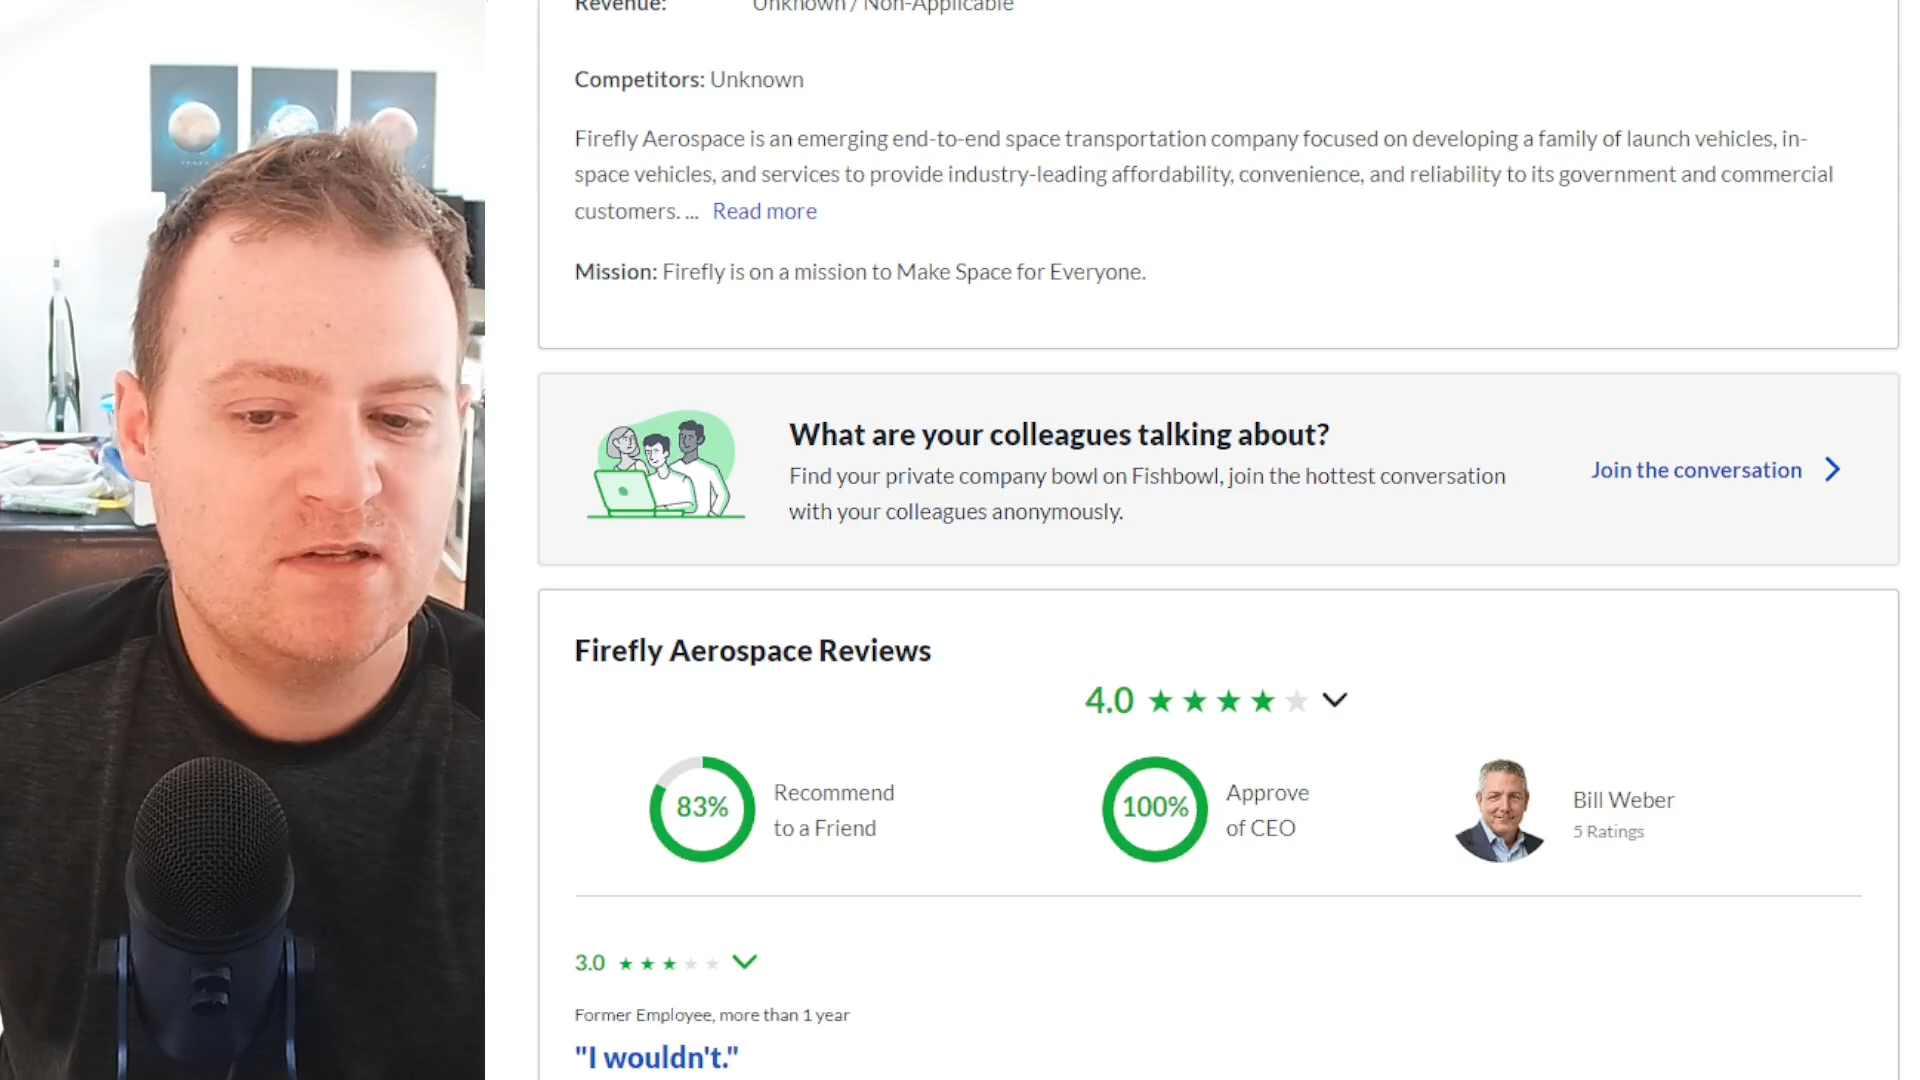 Revenue: Unknown / Non-Applicable
Competitors: Unknown
Firefly Aerospace is an emerging end-to-end space transportation company focused on developing a family of launch vehicles, in-
space vehicles, and services to provide industry-leading affordability, convenience, and reliability to its government and commercial
customers. ... Read more
Mission: Firefly is on a mission to Make Space for Everyone.
What are your colleagues talking about?
Find your private company bowl on Fishbowl, join the hottest conversation
with your colleagues anonymously.
Join the conversation
Firefly Aerospace Reviews
4.0
83%
Recommend
to a Friend
100%
Approve
of CEO
Bill Weber
5 Ratings
3.0
Former Employee, more than 1 year
"I wouldn't."